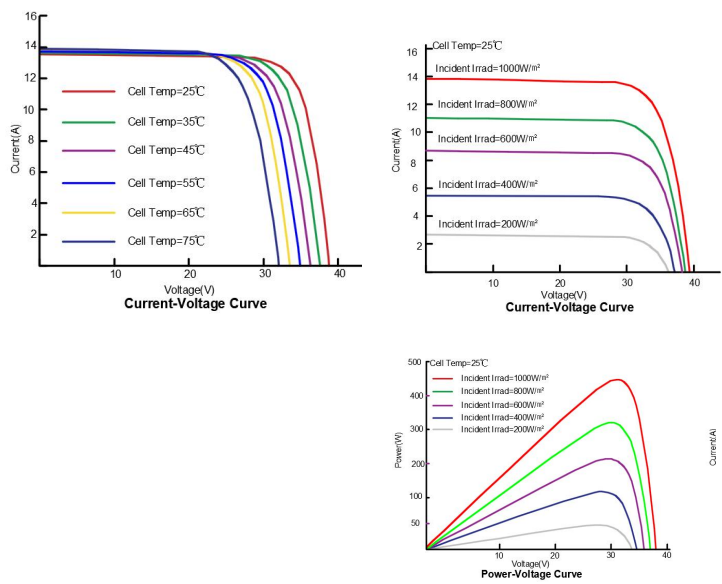 16
14
12
10
8
6
4
2
Current(A)
Cell Temp=25℃
Cell Temp=35℃
Cell Temp=45℃
Cell Temp=55℃
Cell Temp=65℃
Cell Temp=75℃
10
20
30
40
Voltage(V)
Current-Voltage Curve
Cell Temp=25℃
16
14
12
10
8
6
4
2
Current(A)
Incident Irrad=1000W/m²
Incident Irrad=800W/m²
Incident Irrad=600W/m²
Incident Irrad=400W/m²
Incident Irrad=200W/m²
10
20
30
40
Voltage(V)
Current-Voltage Curve
500
400
300
200
100
50
Power(W)
Cell Temp=25℃
Incident Irrad=1000W/m²
Incident Irrad=800W/m²
Incident Irrad=600W/m²
Incident Irrad=400W/m²
Incident Irrad=200W/m²
10
20
30
40
Voltage(V)
Power-Voltage Curve
Current(A)